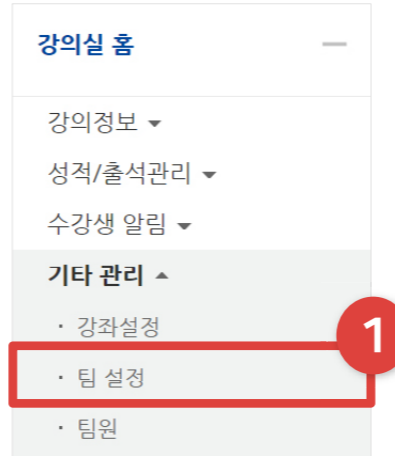 강의실 홈
강의정보
성적/출석관리
수강생 알림
기타 관리
· 강좌설정
1
· 팀 설정
· 팀원